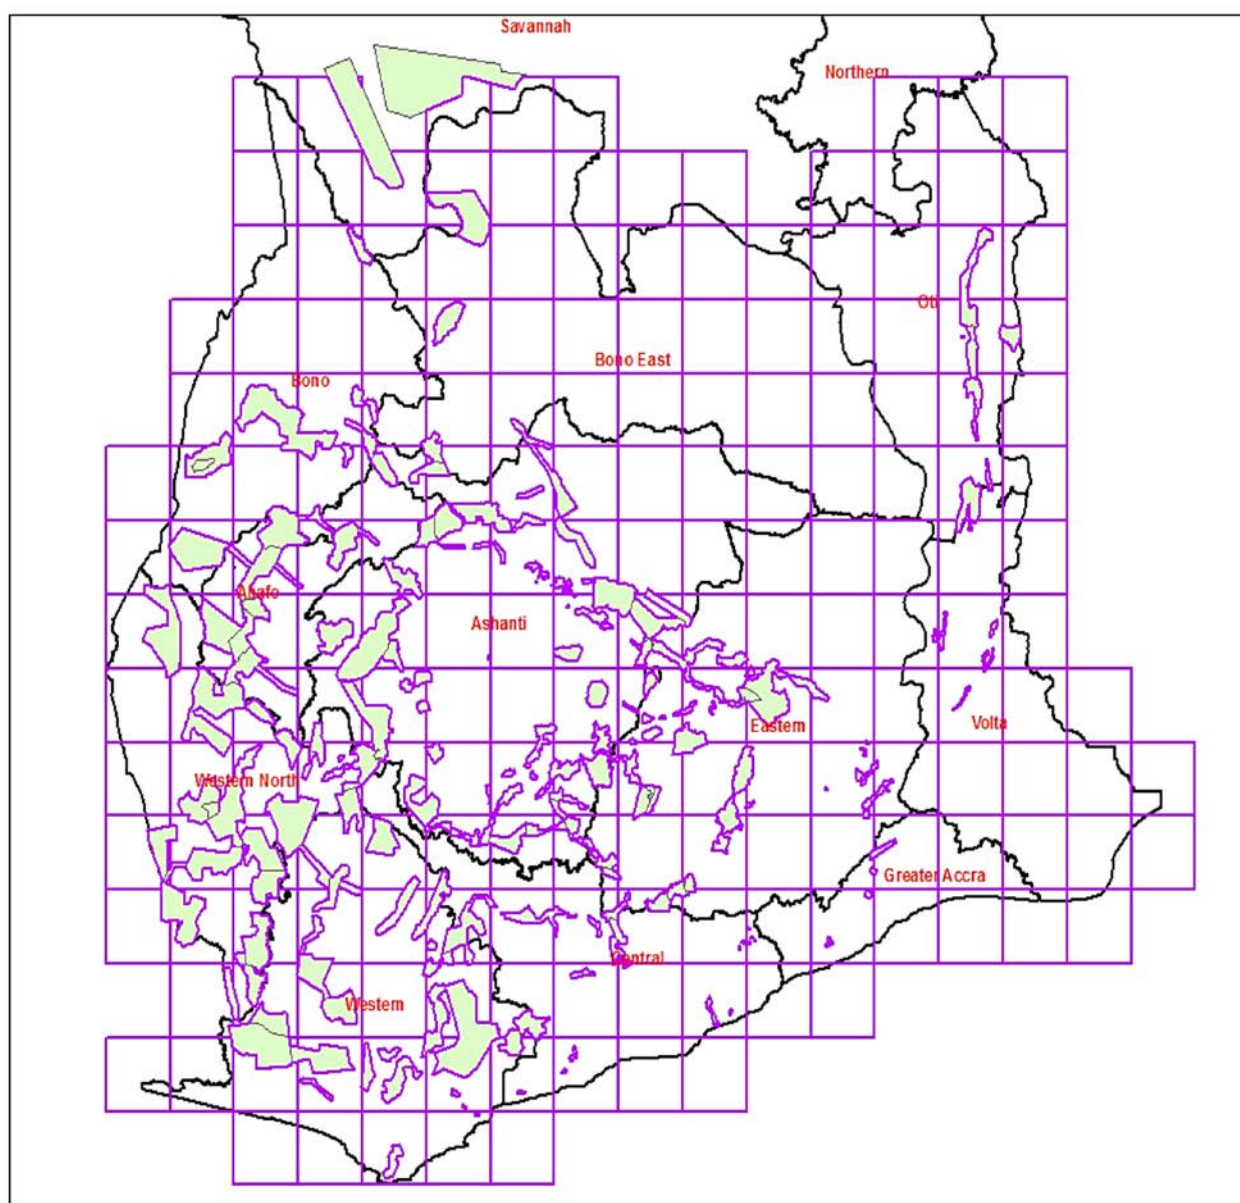 Savannah
Northern
Oti
Bono East
Bono
Ahafo
Ashanti
Volta
Eastern
Western North
Greater Accra
Central
Western